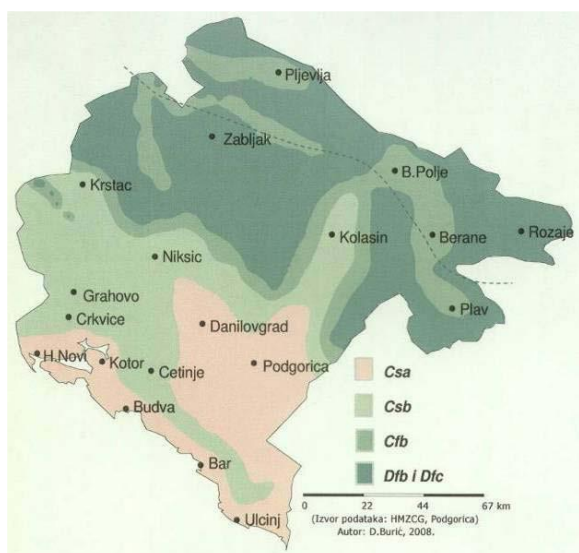 Pljevlja
Zabljak
B.Polje
Krstac
Kolasin
Berane
Rozaje
Niksic
Grahovo
Plav
Crkvice
Danilovgrad
H.Novi
Kotor
Podgorica
Cetinje
Csa
Budva
Csb
Cfb
Bar
Dfb i Dfc
0 22 44 67 km
(Izvor podataka: HMZCG, Podgorica)
Autor: D.Burić, 2008.
Ulcinj